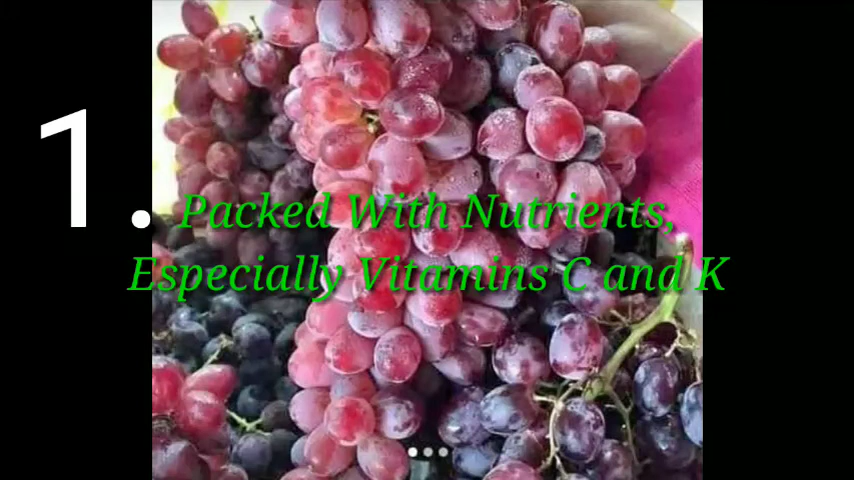 1.
Packed With Nutrients,
Especially Vitamins C and K